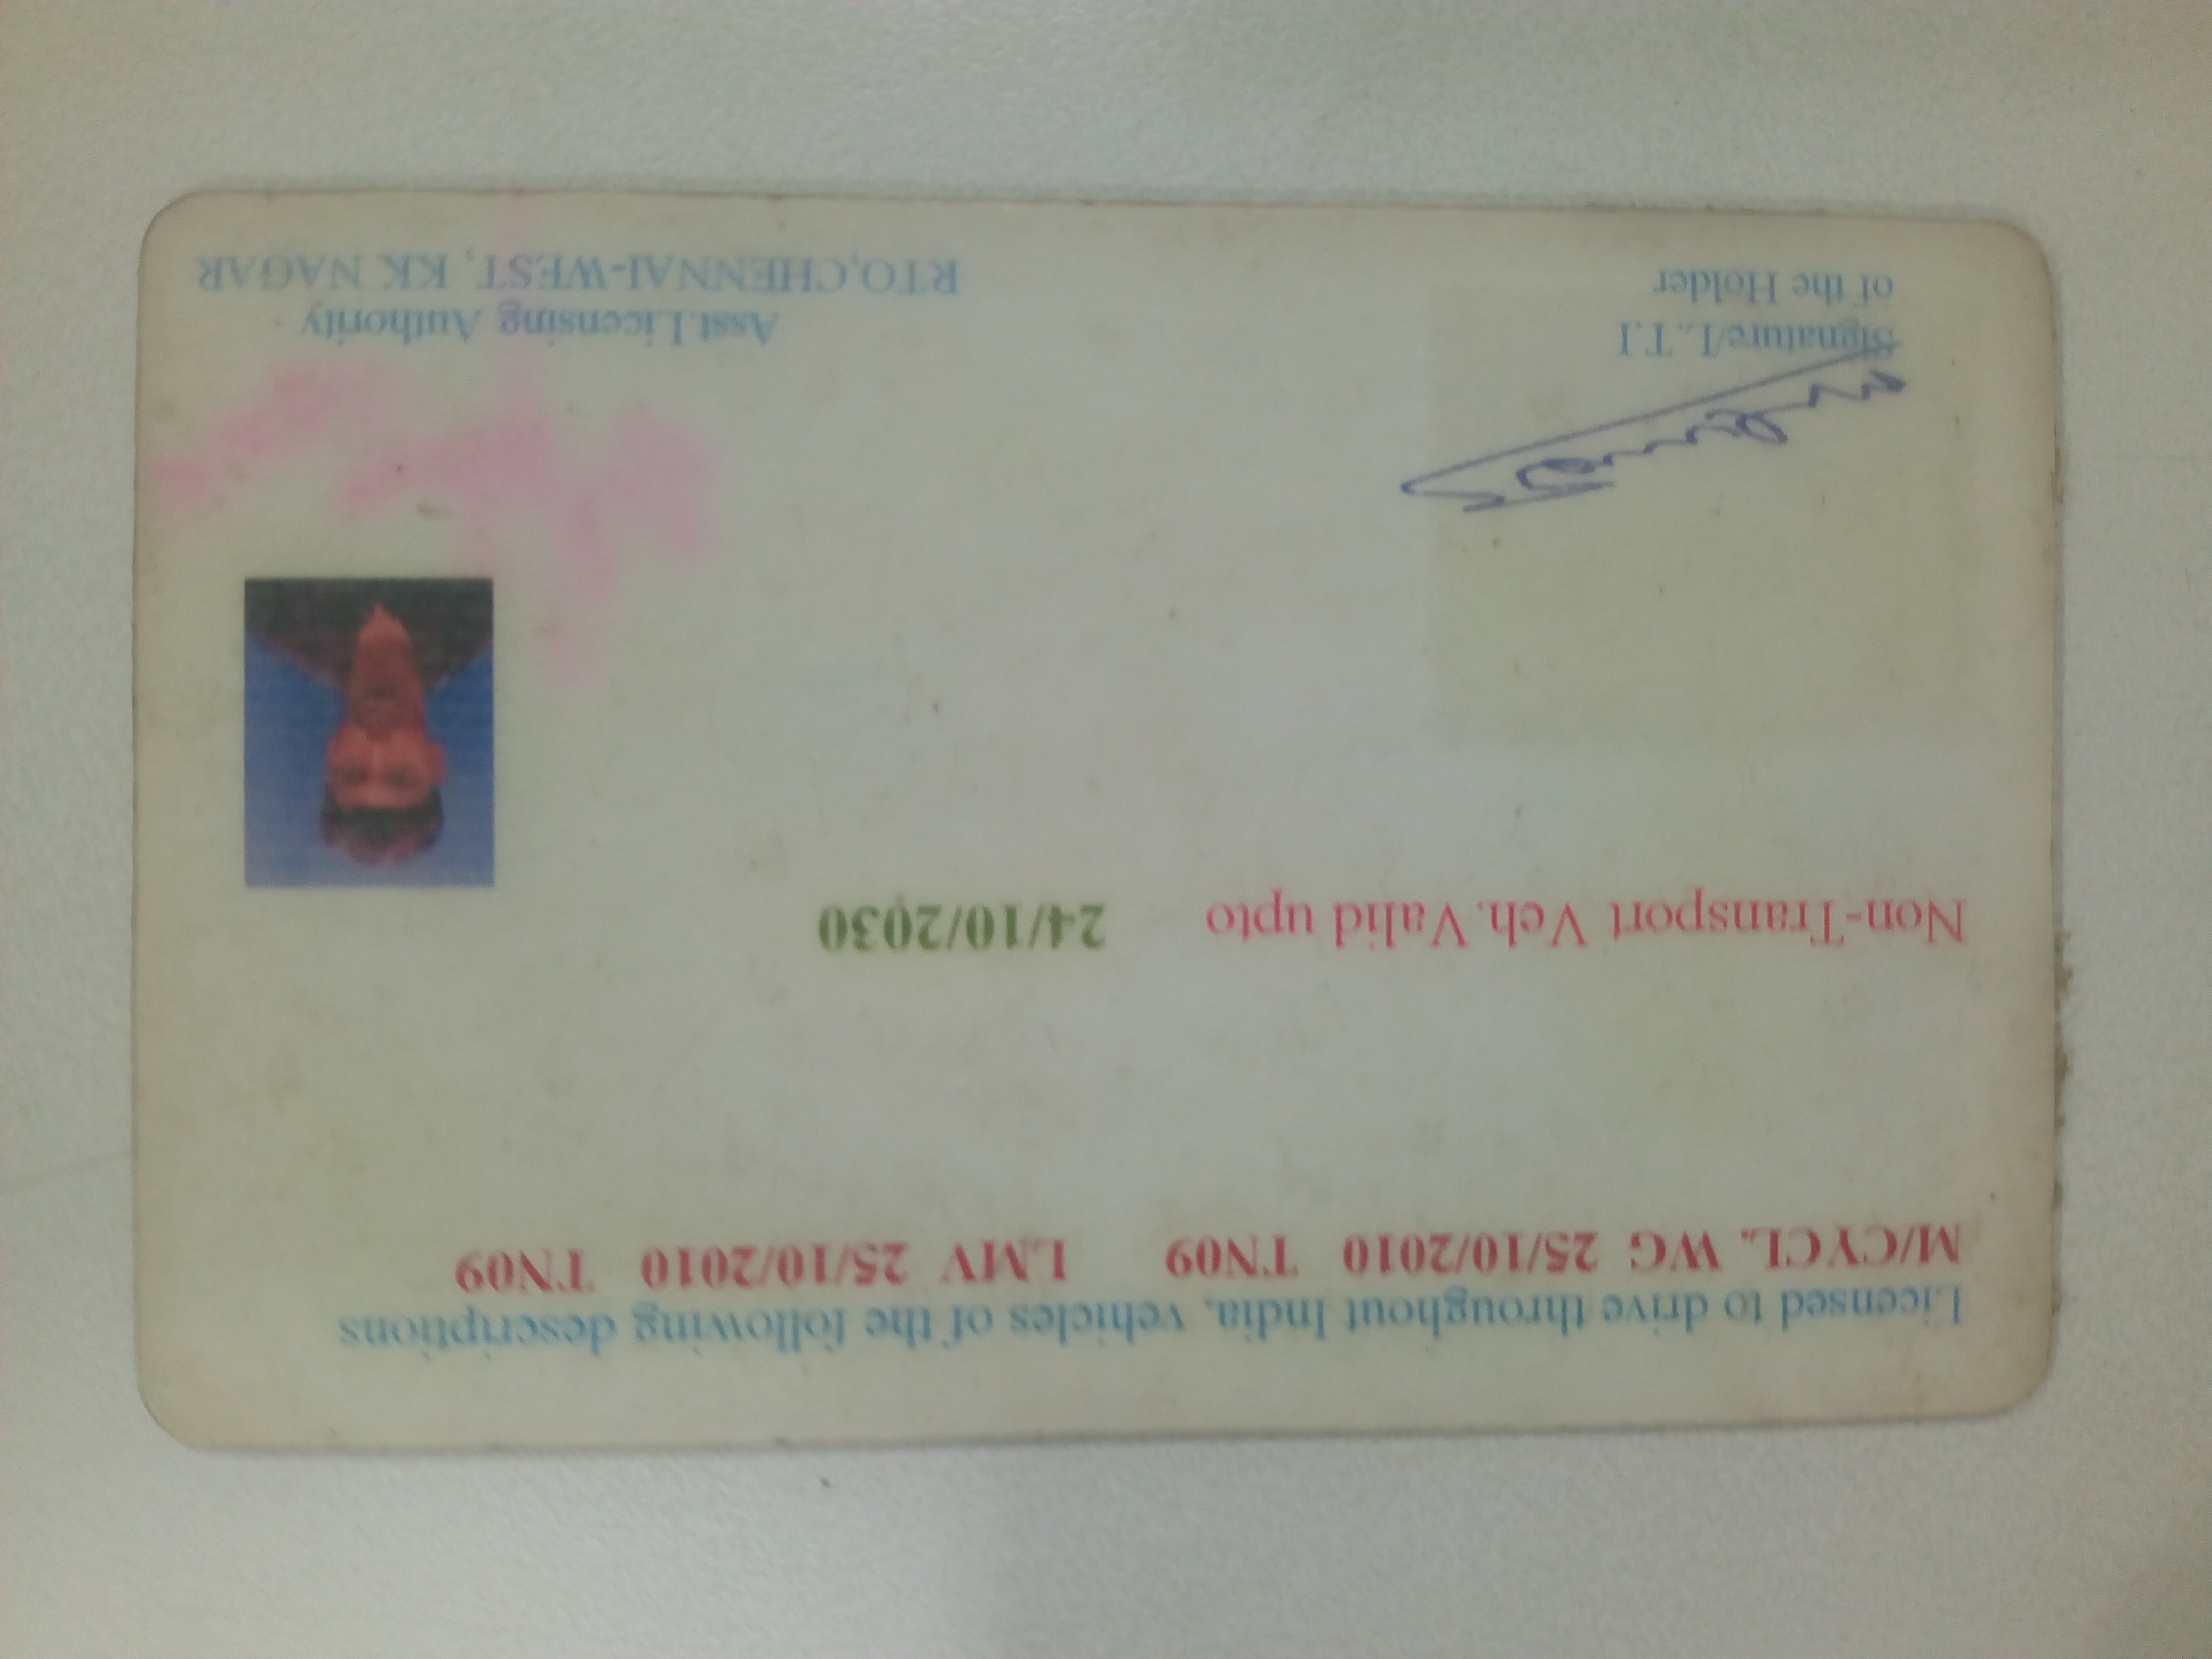 Licensed to drive throughout India, vehicles of the following descriptions
M/CYCL. WG 25/10/2010 TN09 LMV 25/10/2010 TN09
Non-Transport Veh. Valid upto 24/10/2030
Signature/L.T.I
of the Holder
Asst.Licensing Authority
RTO,CHENNAI-WEST, KK NAGAR